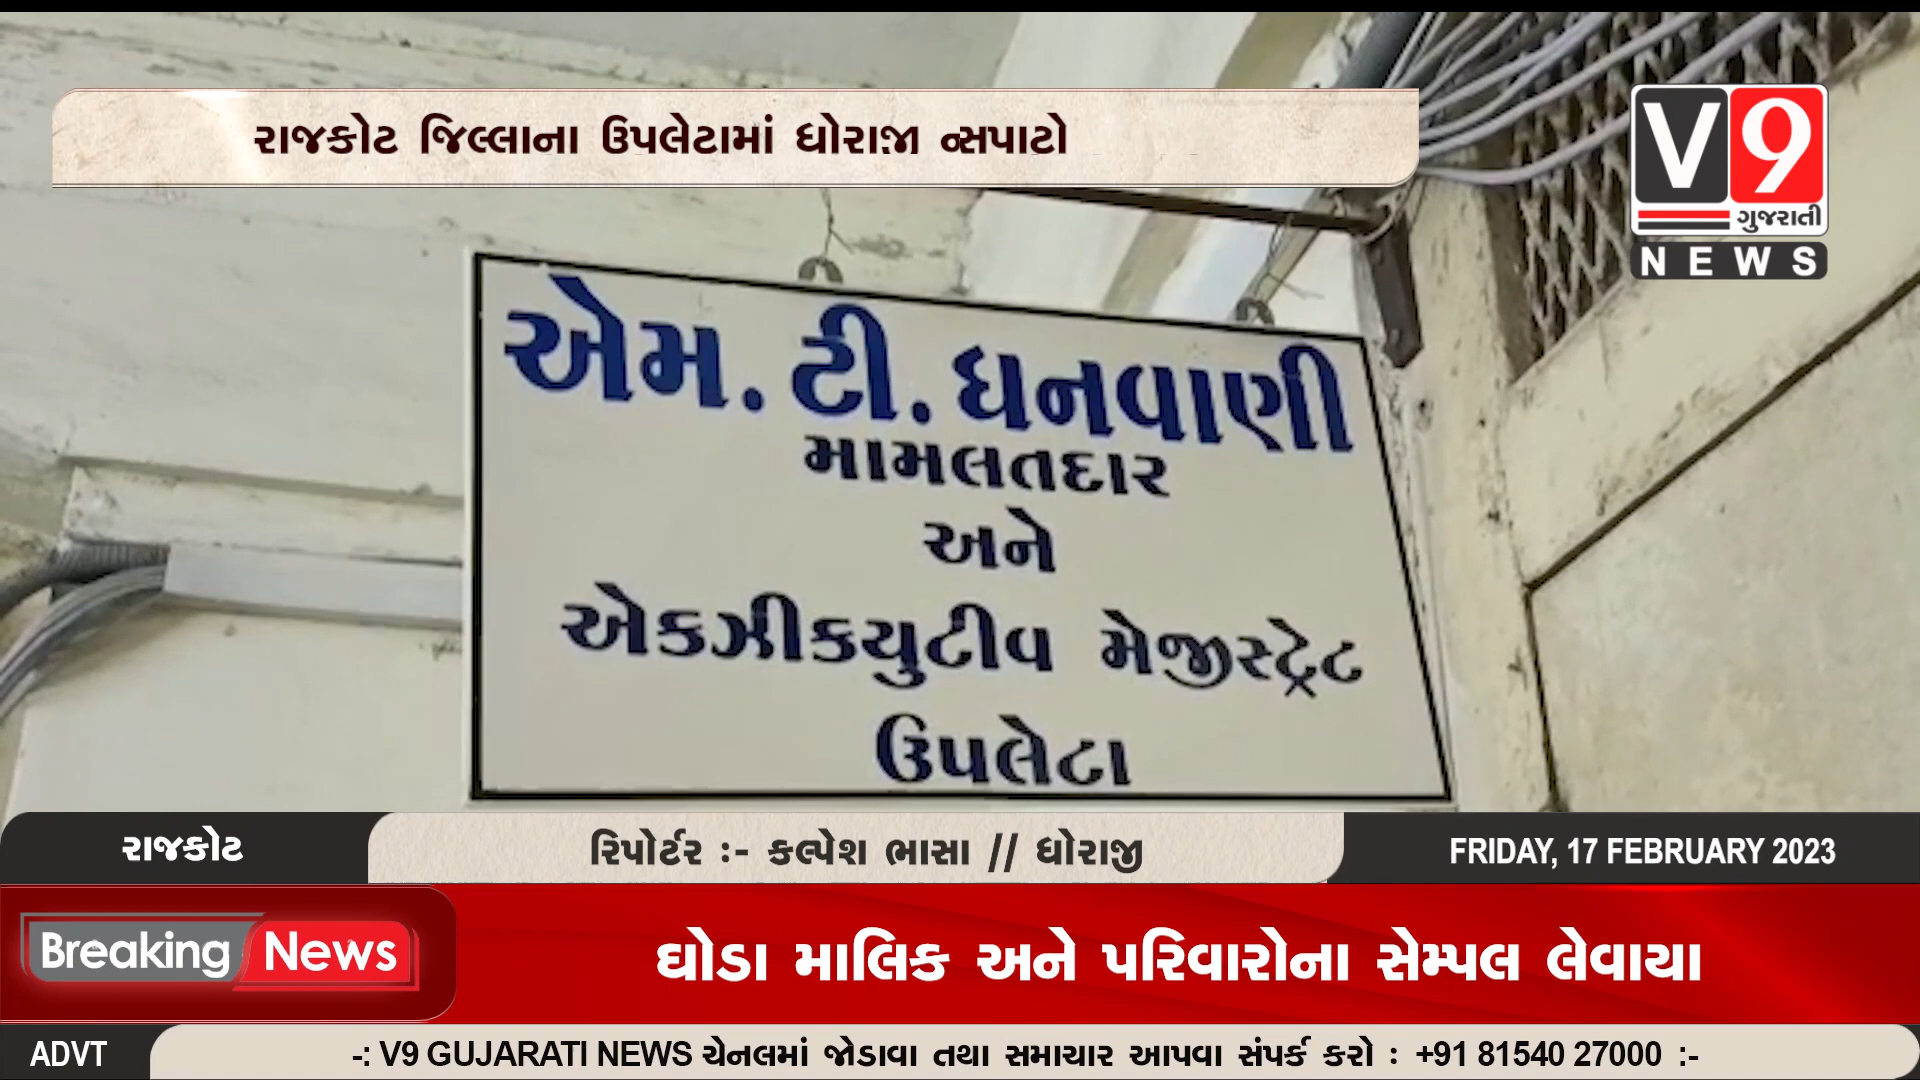 રાજકોટ જિલ્લાના ઉપલેટામાં ધોરાજી
V9
ગુજરાતી
NEWS
એમ. ટી. ધનવાણી
મામલતદાર
અને
એકઝીકયુટીવ મેજીસ્ટ્રેટ
ઉપલેટા
રાજકોટ
રિપોર્ટર :- કલ્પેશ ભાસા // ધોરાજી
FRIDAY, 17 FEBRUARY 2023
Breaking News
ઘોડા માલિક અને પરિવારોના સેમ્પલ લેવાયા
ADVT
-: V9 GUJARATI NEWS ચેનલમાં જોડાવા તથા સમાચાર આપવા સંપર્ક કરો : +91 81540 27000 :-